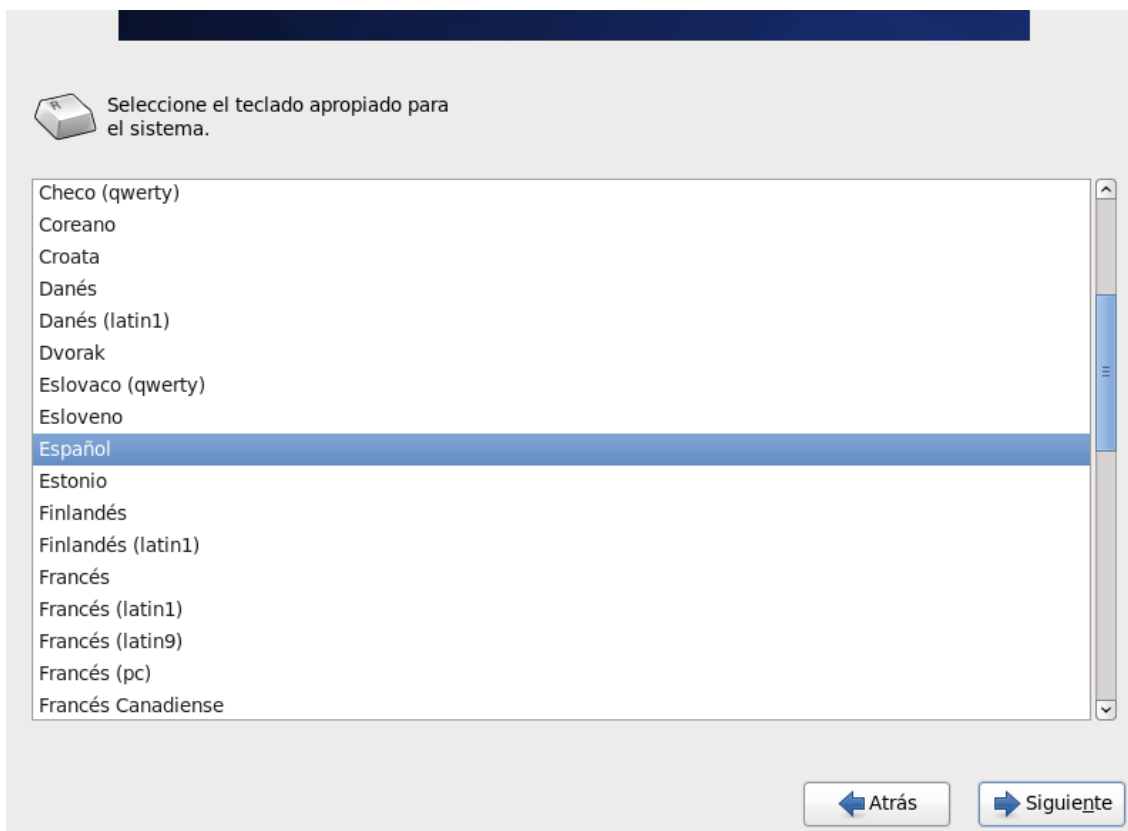 R
Seleccione el teclado apropiado para
el sistema.
Checo (qwerty)
Coreano
Croata
Danés
Danés (latin1)
Dvorak
Eslovaco (qwerty)
Esloveno
Español
Estonio
Finlandés
Finlandés (latin1)
Francés
Francés (latin1)
Francés (latin9)
Francés (pc)
Francés Canadiense
Atrás
Siguiente